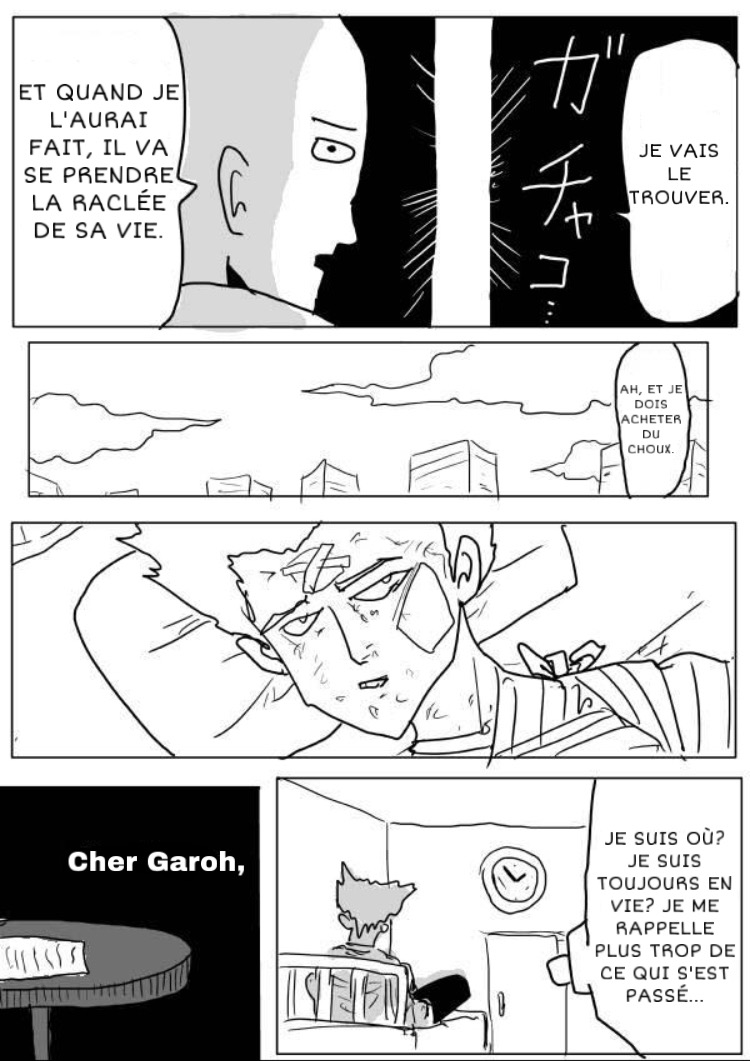 JE VAIS
LE
TROUVER.
ガチャコ...
ET QUAND JE
L'AURAI
FAIT, IL VA
SE PRENDRE
LA RACLÉE
DE SA VIE.
AH, ET JE
DOIS
ACHETER
DU
CHOUX.
JE SUIS OÙ?
JE SUIS
TOUJOURS EN
VIE? JE ME
RAPPELLE
PLUS TROP DE
CE QUI S'EST
PASSÉ...
Cher Garoh,